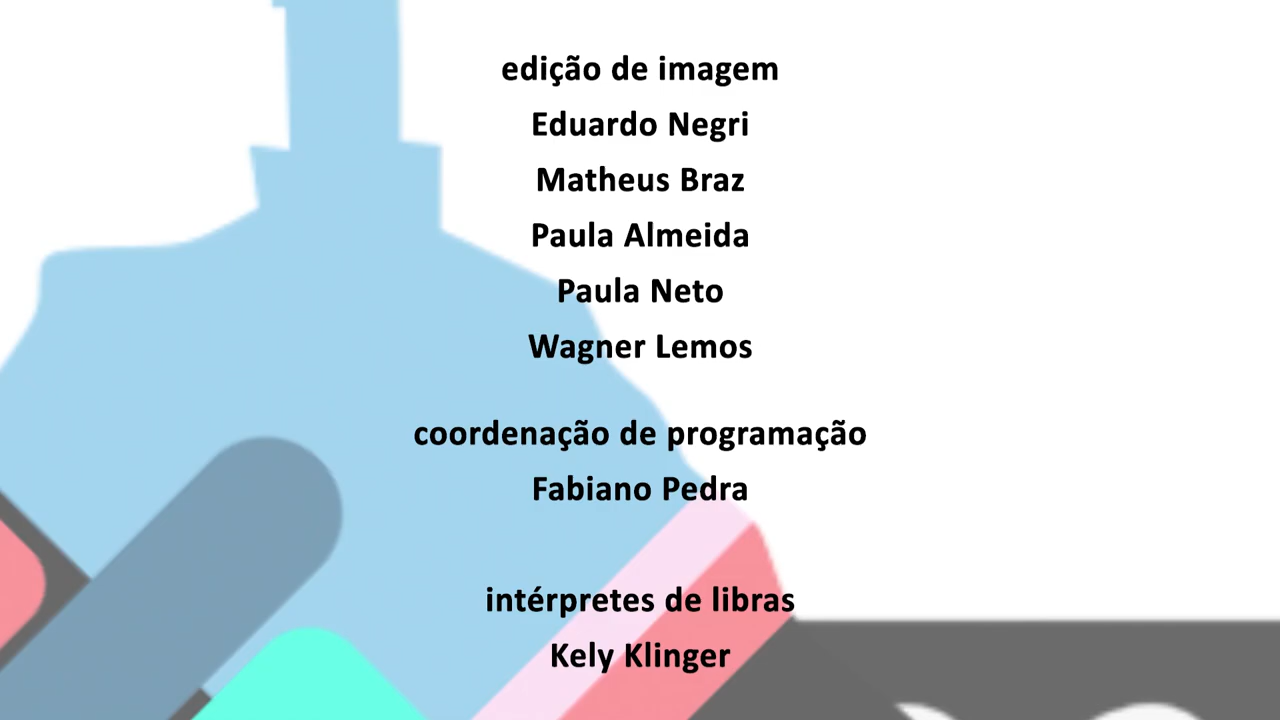 edição de imagem
Eduardo Negri
Matheus Braz
Paula Almeida
Paula Neto
Wagner Lemos
coordenação de programação
Fabiano Pedra
intérpretes de libras
Kely Klinger